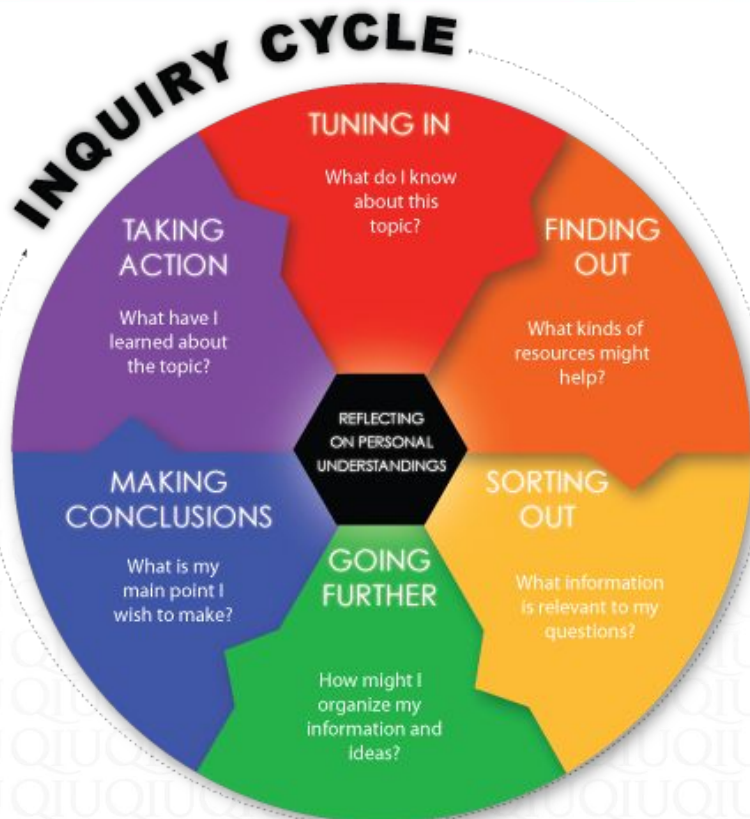 INQUIRY CYCLE
TUNING IN
What do I know
about this
topic?
FINDING
OUT
What kinds of
resources might
help?
SORTING
OUT
What information
is relevant to my
questions?
GOING
FURTHER
How might I
organize my
information and
ideas?
MAKING
CONCLUSIONS
What is my
main point I
wish to make?
TAKING
ACTION
What have I
learned about
the topic?
REFLECTING
ON PERSONAL
UNDERSTANDINGS